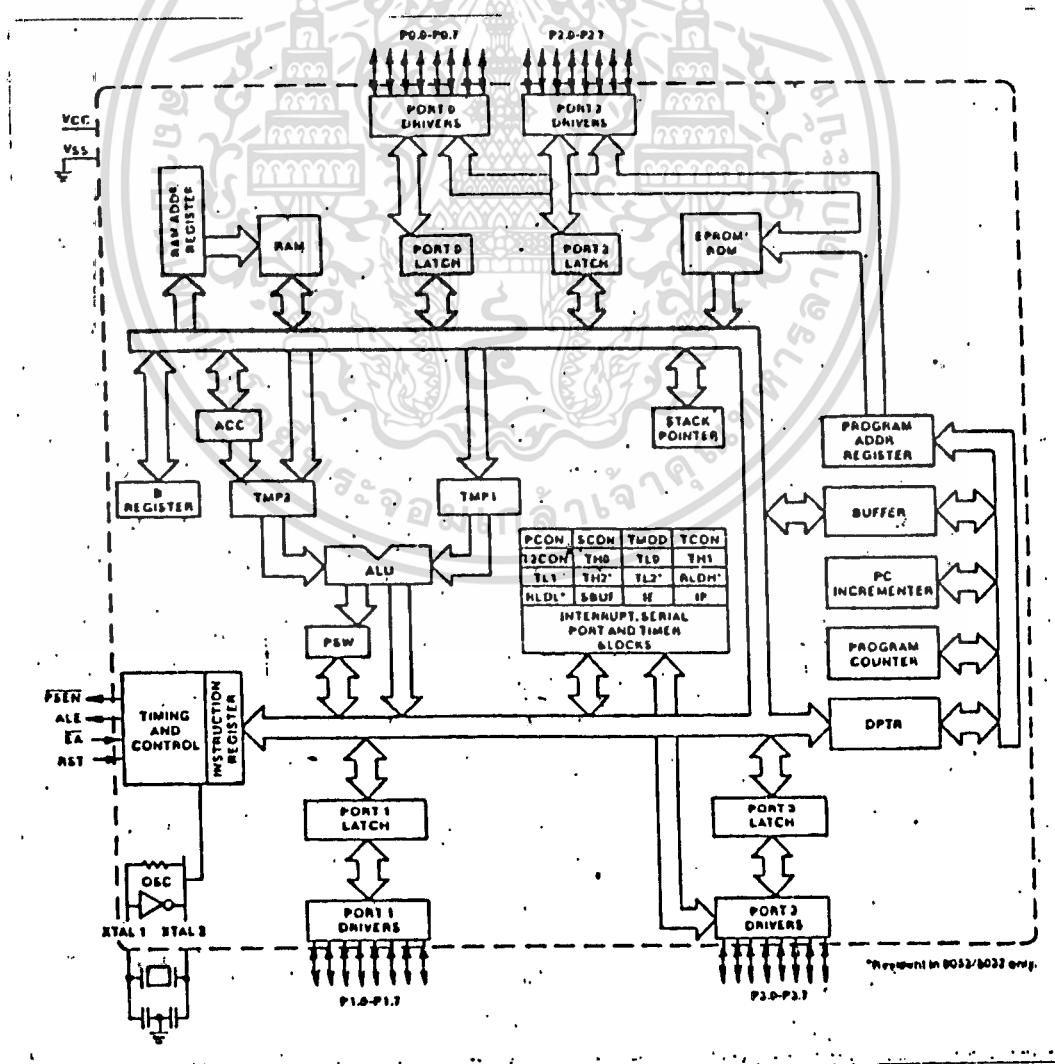 P0.0-P0.7
P2.0-P2.7
VCC
VSS
PORT 0
DRIVERS
PORT 2
DRIVERS
RAM ADDR.
REGISTER
RAM
PORT 0
LATCH
PORT 2
LATCH
EPROM/
ROM
ACC
STACK
POINTER
PROGRAM
ADDR
REGISTER
B
REGISTER
TMP2
TMP1
BUFFER
ALU
PCON SCON TMOD TCON
T2CON* TH0 TL0 TH1
TL1 TH2* TL2* RLDH*
RLDL* SBUF IE IP
INTERRUPT, SERIAL
PORT AND TIMER
BLOCKS
PC
INCREMENTER
PSW
PROGRAM
COUNTER
PSEN
ALE
EA
RST
TIMING
AND
CONTROL
INSTRUCTION
REGISTER
DPTR
PORT 1
LATCH
PORT 3
LATCH
OSC
XTAL 1 XTAL 2
PORT 1
DRIVERS
PORT 3
DRIVERS
*Resident in 8052/8032 only.
P1.0-P1.7
P3.0-P3.7